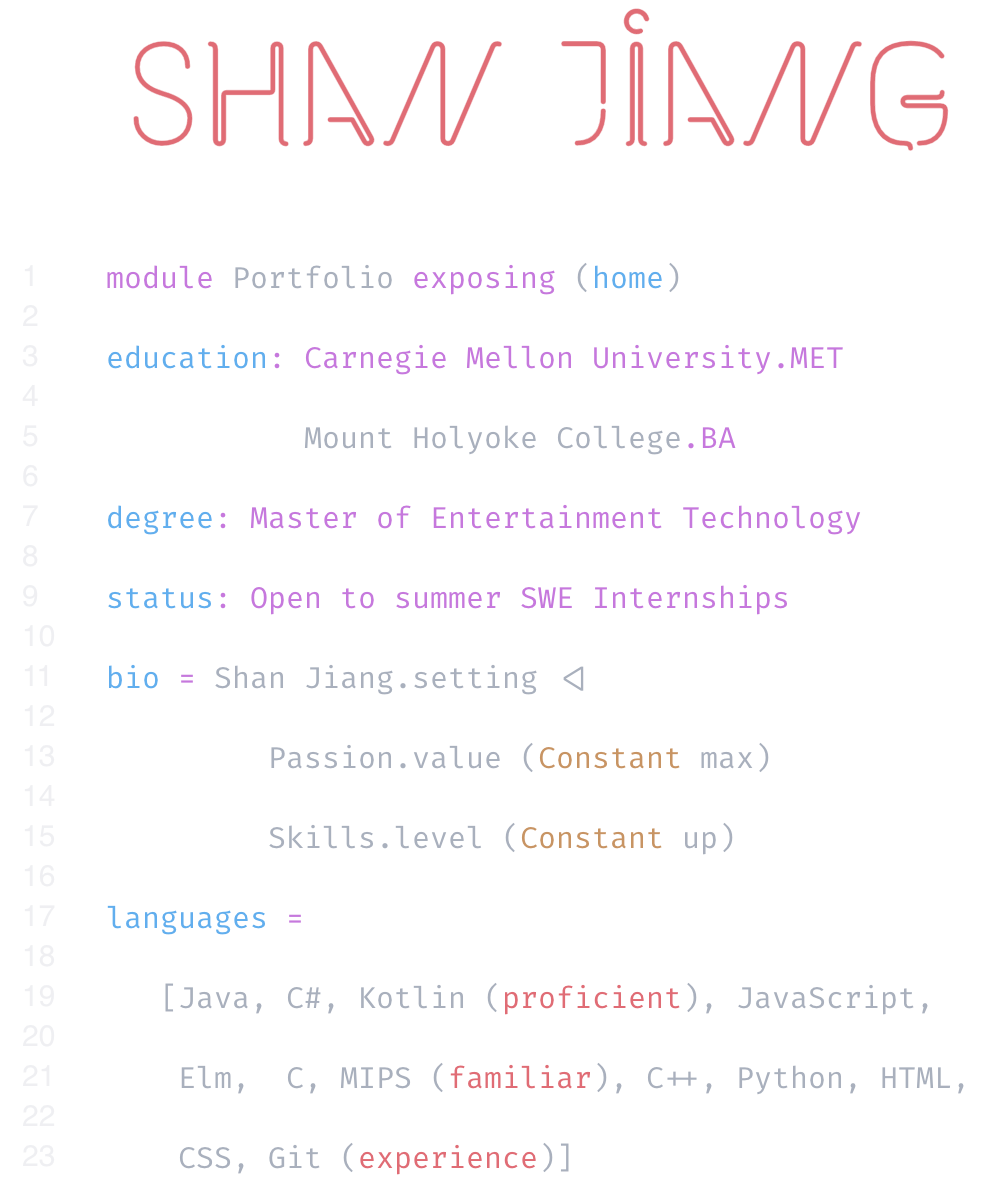 SHAN JIANG
1 module Portfolio exposing (home)
2
3 education: Carnegie Mellon University.MET
4
5 Mount Holyoke College.BA
6
7 degree: Master of Entertainment Technology
8
9 status: Open to summer SWE Internships
10
11 bio = Shan Jiang.setting <|
12
13 Passion.value (Constant max)
14
15 Skills.level (Constant up)
16
17 languages =
18
19 [Java, C#, Kotlin (proficient), JavaScript,
20
21 Elm, C, MIPS (familiar), C++, Python, HTML,
22
23 CSS, Git (experience)]